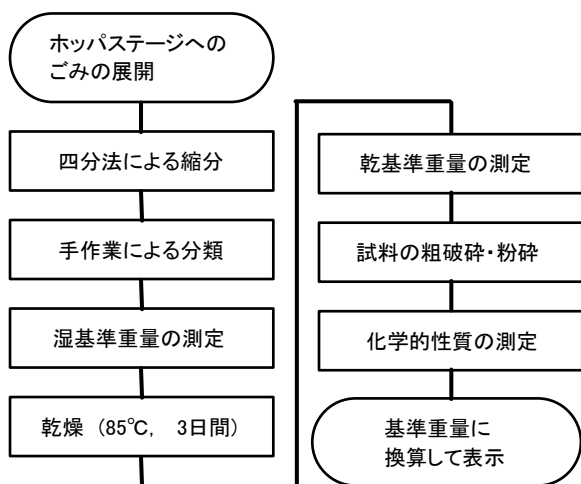 ホッパステージへの
ごみの展開
四分法による縮分
手作業による分類
湿基準重量の測定
乾燥（85℃， 3日間）
乾基準重量の測定
試料の粗破砕・粉砕
化学的性質の測定
基準重量に
換算して表示